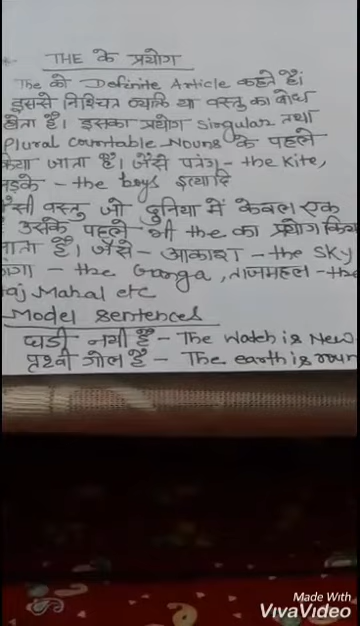 THE के प्रयोग
The को Definite Article कहते हैं।
इससे निश्चित व्यक्ति या वस्तु का बोध
होता है। इसका प्रयोग Singular तथा
Plural Countable Nouns के पहले
किया जाता है। जैसे पतंग - the Kite,
लड़के - the boys इत्यादि
ऐसी वस्तु जो दुनिया में केवल एक
उसके पहले भी the का प्रयोग किया
जाता है। जैसे - आकाश - the SKy
गंगा - the Ganga, ताजमहल - the
Taj Mahal etc
Model Sentences
घडी नयी है - The Watch is New
पृथ्वी गोल है - The earth is roun
Made With
VivaVideo